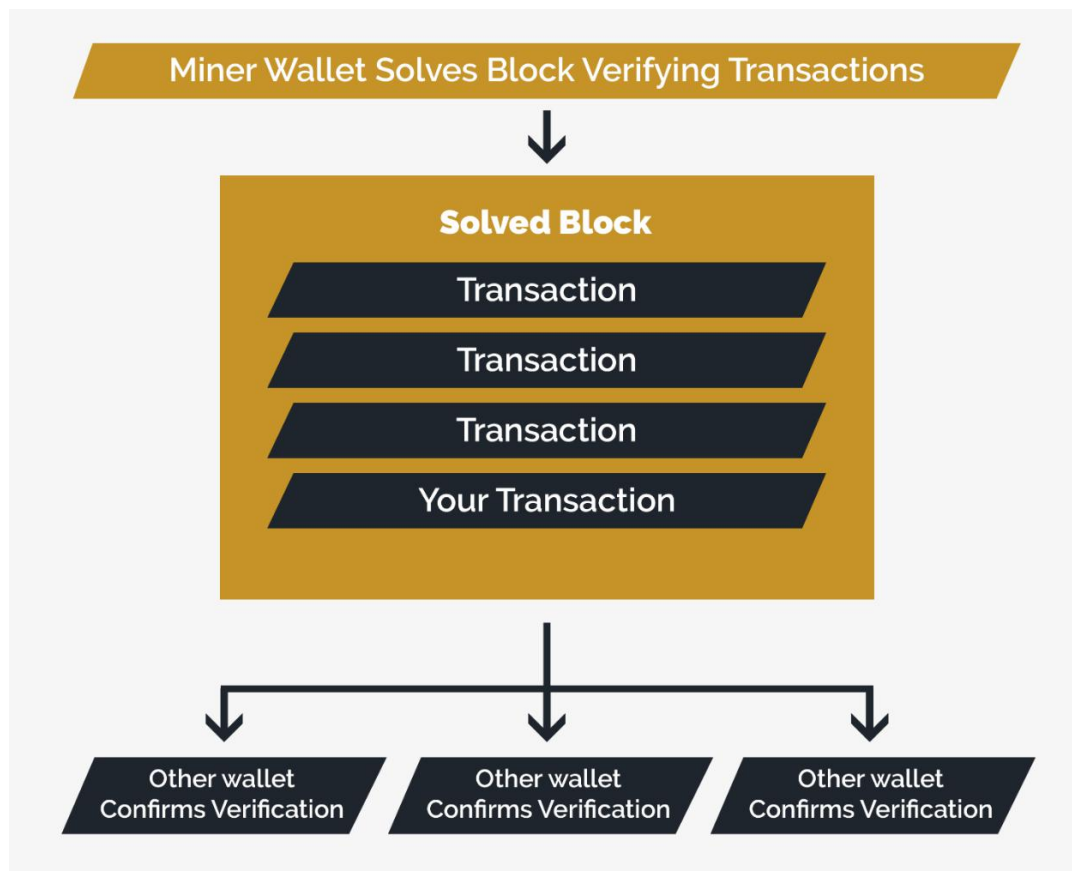 Miner Wallet Solves Block Verifying Transactions
Solved Block
Transaction
Transaction
Transaction
Your Transaction
Other wallet
Confirms Verification
Other wallet
Confirms Verification
Other wallet
Confirms Verification